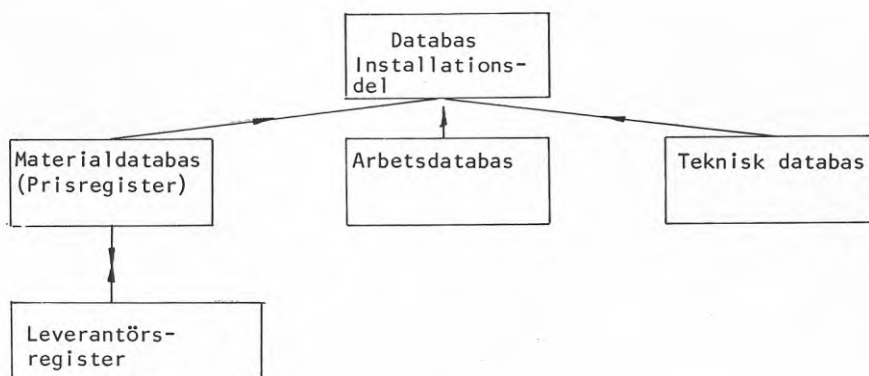 Databas
Installations-
del
Materialdatabas
(Prisregister)
Arbetsdatabas
Teknisk databas
Leverantörs-
register